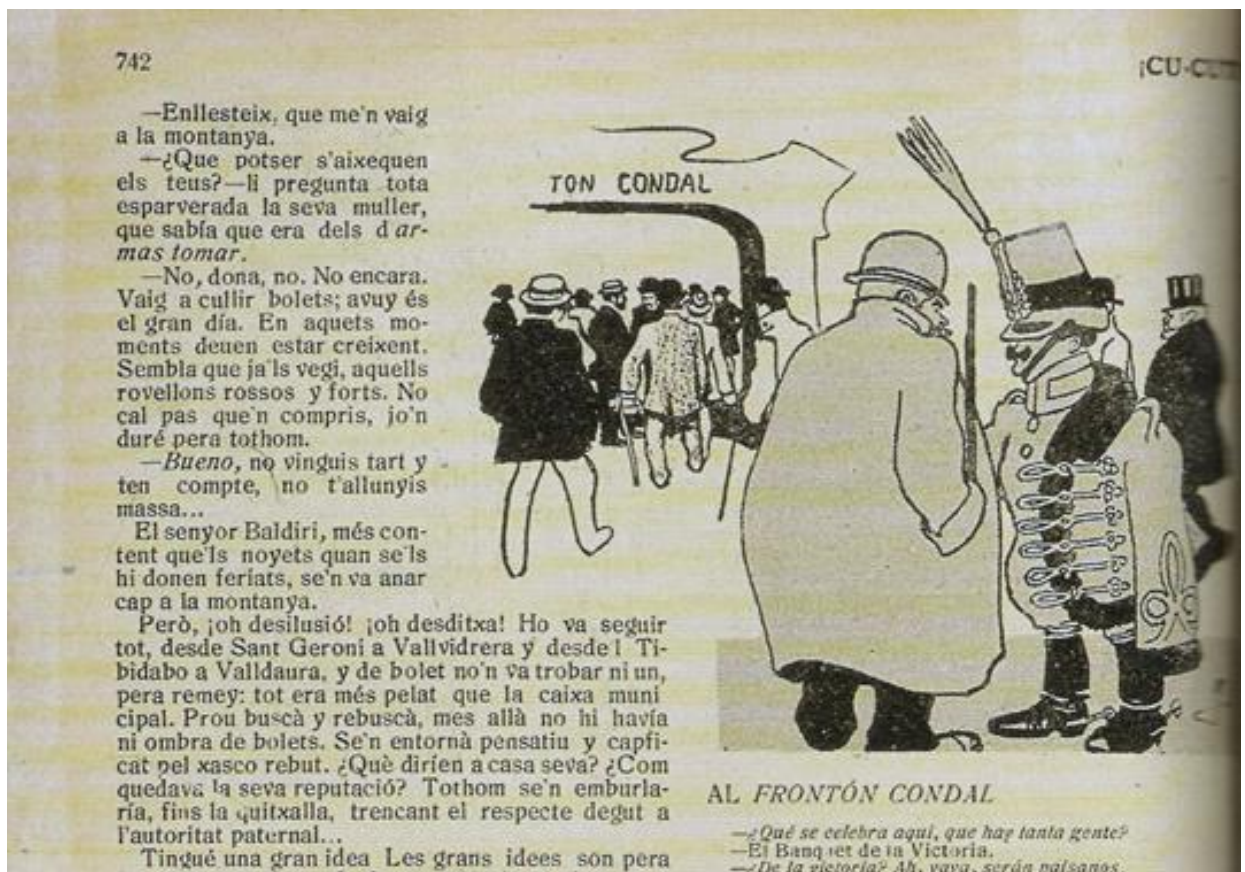 742
¡CU-CU
—Enllesteix, que me'n vaig
a la montanya.
—¿Que potser s'aixequen
els teus?—li pregunta tota
esparverada la seva muller,
que sabía que era dels d ar-
mas tomar.
—No, dona, no. No encara.
Vaig a cullir bolets; avuy és
el gran día. En aquets mo-
ments deuen estar creixent.
Sembla que ja'ls vegi, aquells
rovellons rossos y forts. No
cal pas que'n compris, jo'n
duré pera tothom.
—Bueno, no vinguis tart y
ten compte, no t'allunyis
massa...
El senyor Baldiri, més con-
tent que'ls noyets quan se'ls
hi donen feriats, se'n va anar
cap a la montanya.
Però, ¡oh desilusió! ¡oh desditxa! Ho va seguir
tot, desde Sant Geroni a Vallvidrera y desde l Ti-
bidabo a Valldaura, y de bolet no'n va trobar ni un,
pera remey: tot era més pelat que la caixa muni
cipal. Prou buscà y rebuscà, mes allà no hi havía
ni ombra de bolets. Se'n entornà pensatiu y capfi-
cat pel xasco rebut. ¿Què diríen a casa seva? ¿Com
quedava la seva reputació? Tothom se'n emburla-
ría, fins la quitxalla, trencant el respecte degut a
l'autoritat paternal...
Tingué una gran idea Les grans idees son pera
TON CONDAL
AL FRONTÓN CONDAL
—¿Qué se celebra aquí, que hay tanta gente?
—El Banquet de la Victoria.
—¿De la victoria? Ah, vaya, serán paisanos.